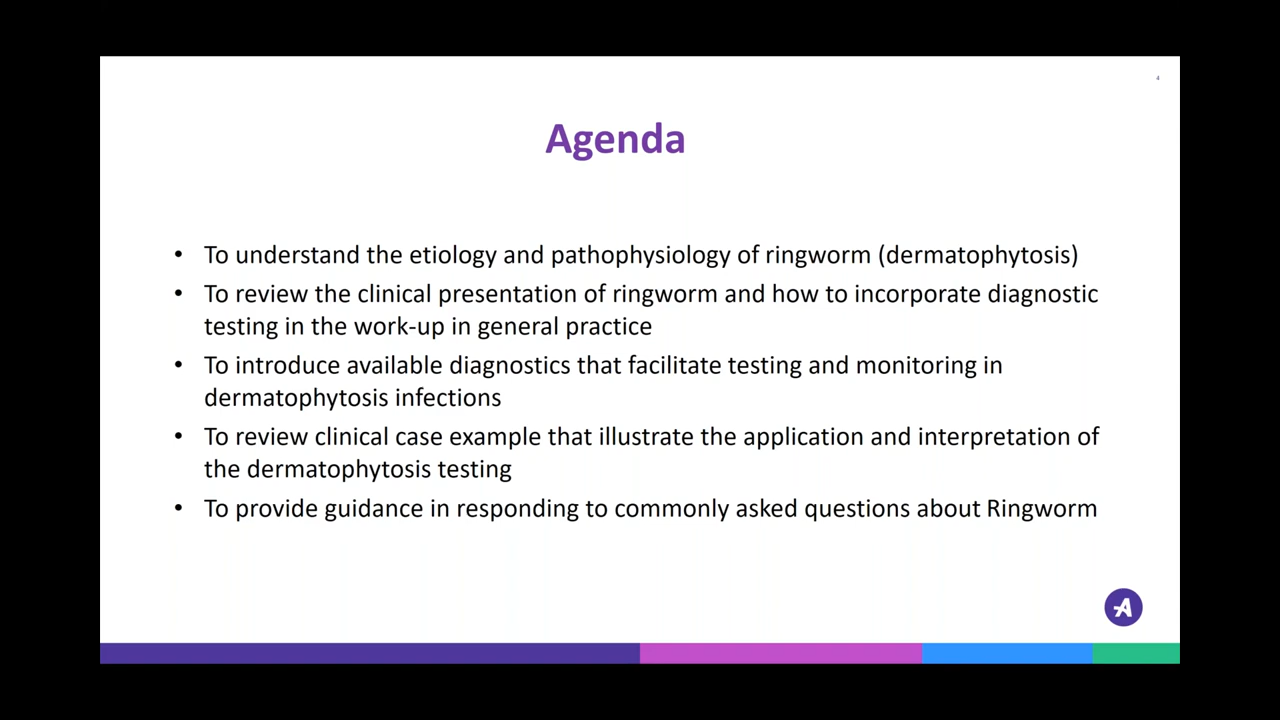 4
Agenda
• To understand the etiology and pathophysiology of ringworm (dermatophytosis)
• To review the clinical presentation of ringworm and how to incorporate diagnostic
testing in the work-up in general practice
• To introduce available diagnostics that facilitate testing and monitoring in
dermatophytosis infections
• To review clinical case example that illustrate the application and interpretation of
the dermatophytosis testing
• To provide guidance in responding to commonly asked questions about Ringworm
A